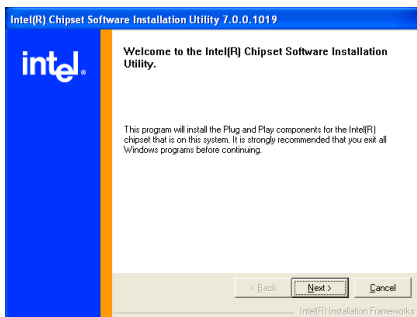 Intel(R) Chipset Software Installation Utility 7.0.0.1019
intel.
Welcome to the Intel(R) Chipset Software Installation
Utility.
This program will install the Plug and Play components for the Intel(R)
chipset that is on this system. It is strongly recommended that you exit all
Windows programs before continuing.
< Back
Next >
Cancel
Intel(R) Installation Frameworks